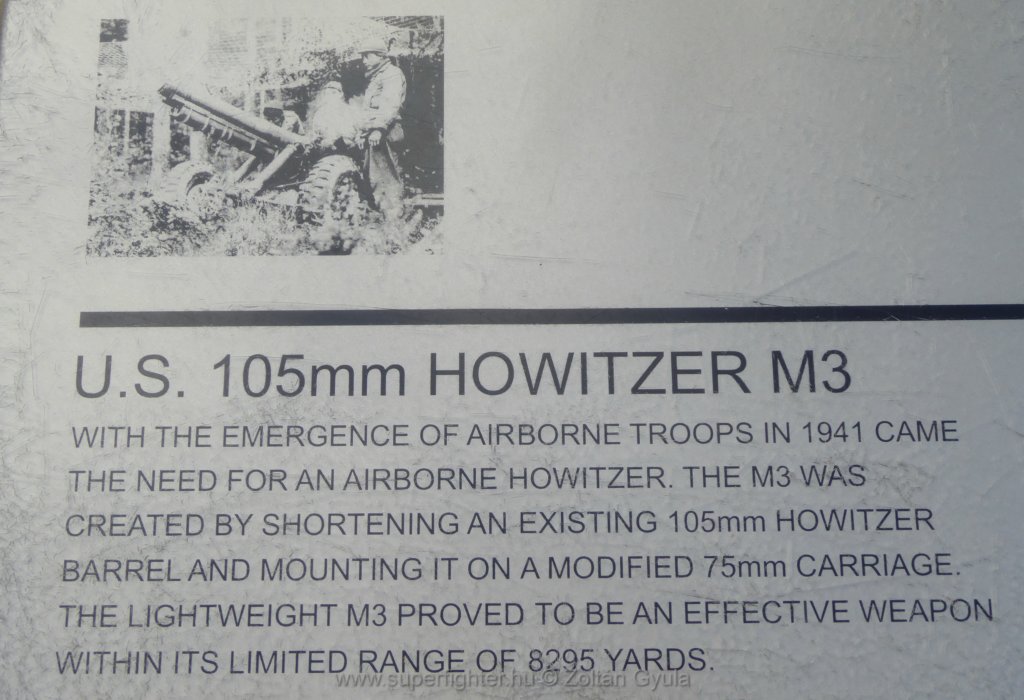 U.S. 105mm HOWITZER M3
WITH THE EMERGENCE OF AIRBORNE TROOPS IN 1941 CAME
THE NEED FOR AN AIRBORNE HOWITZER. THE M3 WAS
CREATED BY SHORTENING AN EXISTING 105mm HOWITZER
BARREL AND MOUNTING IT ON A MODIFIED 75mm CARRIAGE.
THE LIGHTWEIGHT M3 PROVED TO BE AN EFFECTIVE WEAPON
WITHIN ITS LIMITED RANGE OF 8295 YARDS.
www.superfighter.hu © Zoltán Gyula